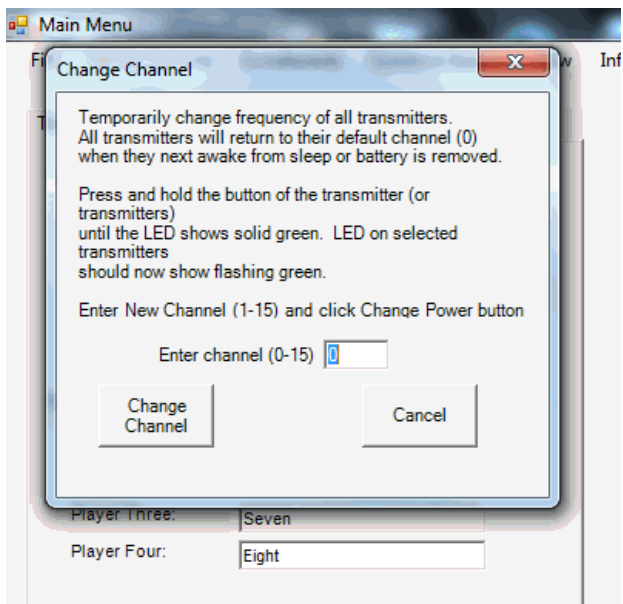 Main Menu
Fi
w
Inf
Change Channel
T
Temporarily change frequency of all transmitters.
All transmitters will return to their default channel (0)
when they next awake from sleep or battery is removed.
Press and hold the button of the transmitter (or
transmitters)
until the LED shows solid green. LED on selected
transmitters
should now show flashing green.
Enter New Channel (1-15) and click Change Power button
Enter channel (0-15) 0
Change
Channel
Cancel
Player Three: Seven
Player Four: Eight